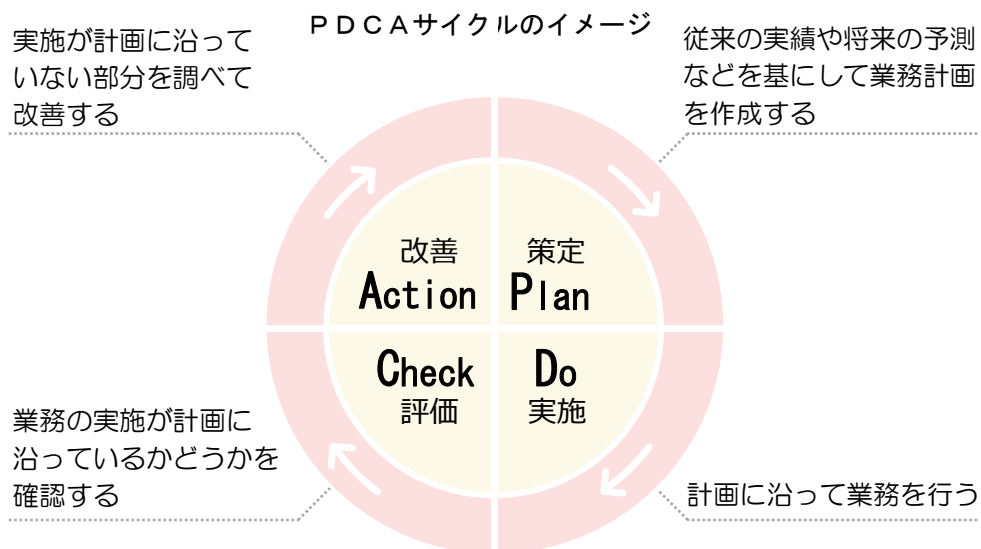 PDCAサイクルのイメージ
実施が計画に沿って
いない部分を調べて
改善する
従来の実績や将来の予測
などを基にして業務計画
を作成する
改善
Action
策定
Plan
Check
評価
Do
実施
業務の実施が計画に
沿っているかどうかを
確認する
計画に沿って業務を行う